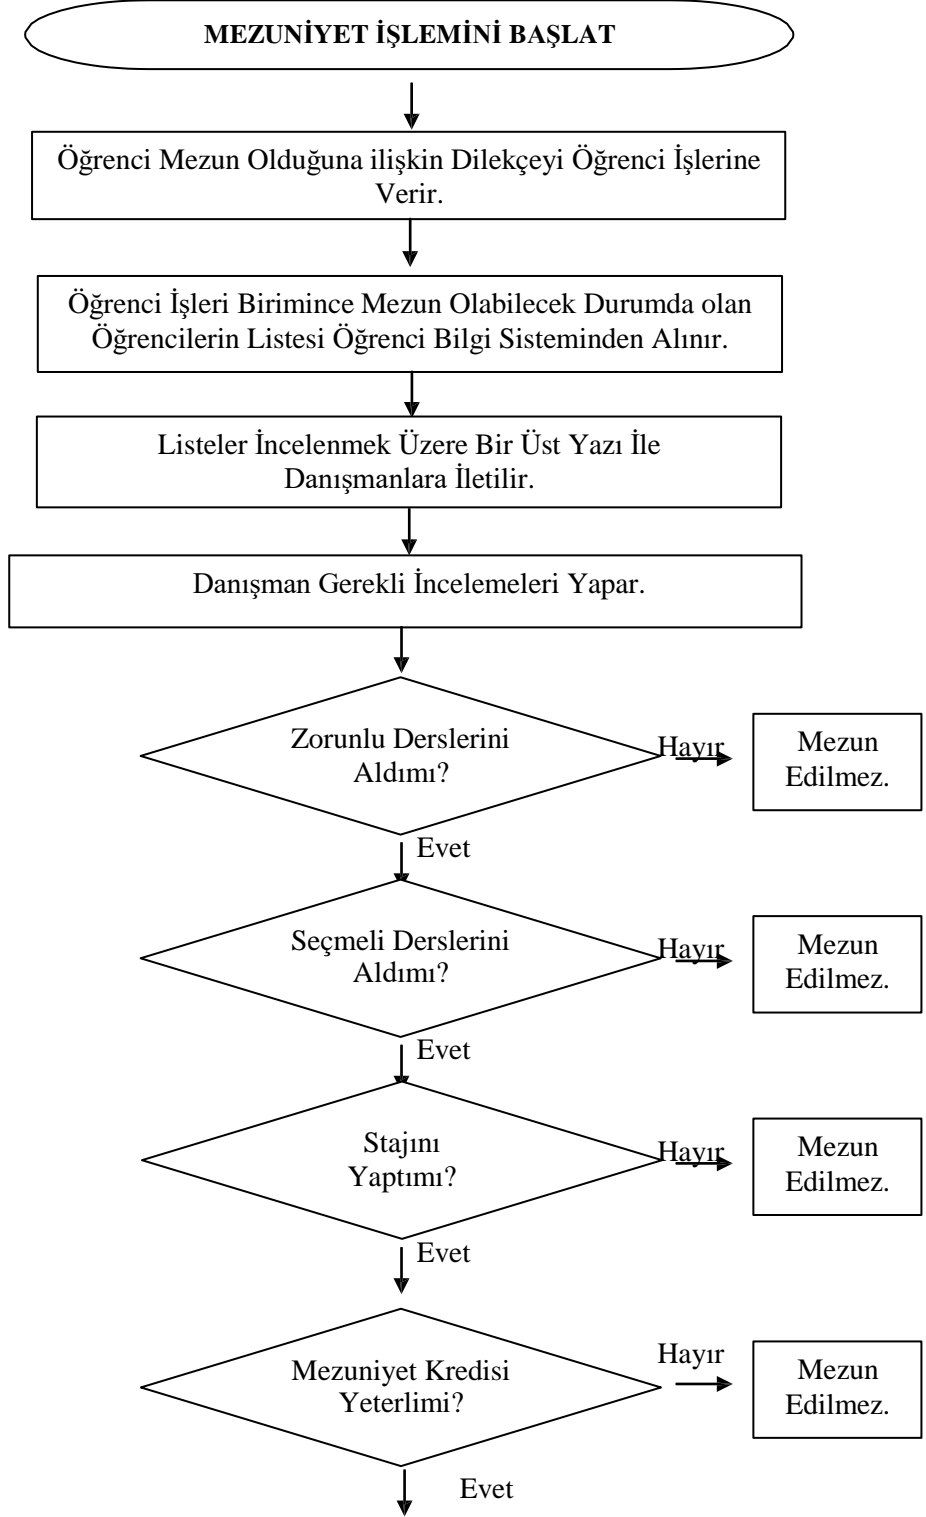 MEZUNİYET İŞLEMİNİ BAŞLAT
Öğrenci Mezun Olduğuna ilişkin Dilekçeyi Öğrenci İşlerine
Verir.
Öğrenci İşleri Birimince Mezun Olabilecek Durumda olan
Öğrencilerin Listesi Öğrenci Bilgi Sisteminden Alınır.
Listeler İncelenmek Üzere Bir Üst Yazı İle
Danışmanlara İletilir.
Danışman Gerekli İncelemeleri Yapar.
Zorunlu Derslerini
Aldımı?
Hayır
Mezun
Edilmez.
Evet
Seçmeli Derslerini
Aldımı?
Hayır
Mezun
Edilmez.
Evet
Stajını
Yaptımı?
Hayır
Mezun
Edilmez.
Evet
Mezuniyet Kredisi
Yeterlimi?
Hayır
Mezun
Edilmez.
Evet